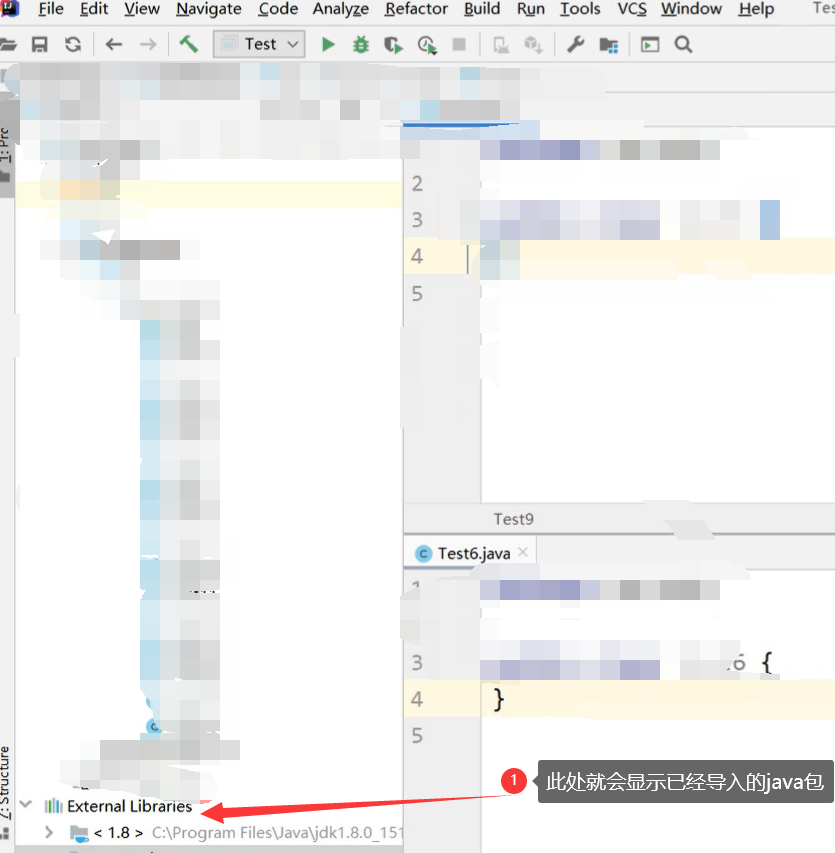 File Edit View Navigate Code Analyze Refactor Build Run Tools VCS Window Help Tes
Test
1: Pro
2
3
4
5
Test9
Test6.java
1
3 6 {
4 }
5
1 此处就会显示已经导入的java包
Z: Structure
External Libraries
< 1.8 > C:\Program Files\Java\jdk1.8.0_151